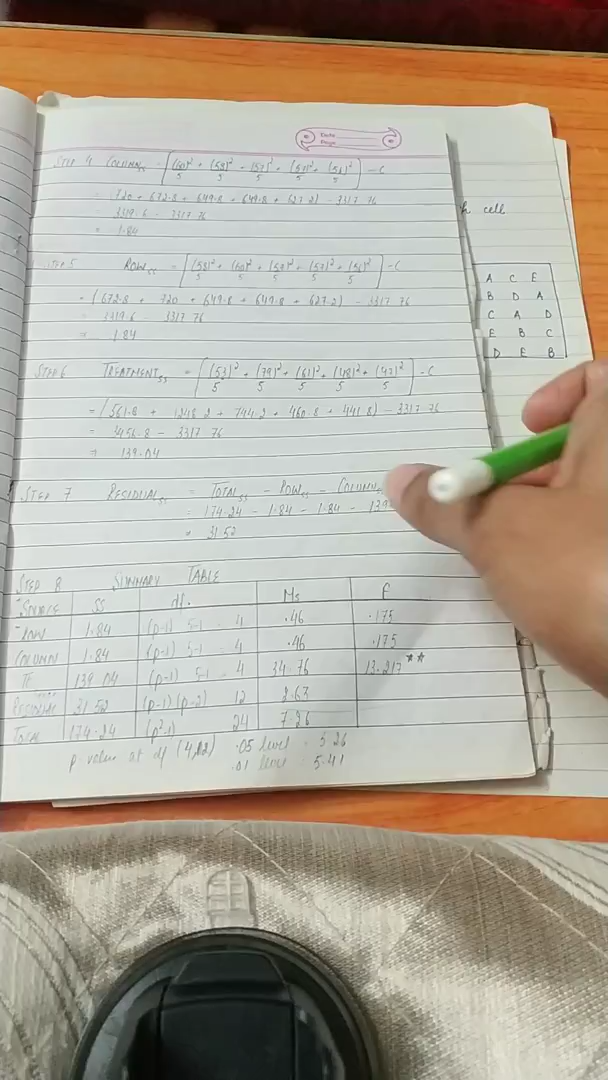 Date
Page
STEP 4 COLUMNss = [(60)²/5 + (58)²/5 + (57)²/5 + (57)²/5 + (56)²/5] - C
= (720 + 672.8 + 649.8 + 649.8 + 627.2) - 3317.76
= 3319.6 - 3317.76
= 1.84
STEP 5 ROWss = [(58)²/5 + (60)²/5 + (57)²/5 + (57)²/5 + (56)²/5] - C
= (672.8 + 720 + 649.8 + 649.8 + 627.2) - 3317.76
= 3319.6 - 3317.76
= 1.84
STEP 6 TREATMENTss = [(53)²/5 + (79)²/5 + (61)²/5 + (48)²/5 + (47)²/5] - C
= (561.8 + 1248.2 + 744.2 + 460.8 + 441.8) - 3317.76
= 3456.8 - 3317.76
= 139.04
STEP 7 RESIDUALss = TOTALss - ROWss - COLUMNss
= 174.24 - 1.84 - 1.84 - 139
= 31.52
STEP 8 SUMMARY TABLE
SOURCE SS df. Ms F
ROW 1.84 (p-1) 5-1 = 4 .46 .175
COLUMN 1.84 (p-1) 5-1 = 4 .46 .175
TF 139.04 (p-1) 5-1 = 4 34.76 13.217**
RESIDUAL 31.52 (p-1)(p-2) 12 2.63
TOTAL 174.24 (p²-1) 24 7.26
p value at df (4,12) .05 level = 3.26
.01 level = 5.41
cell
A C E
B D A
C A D
E B C
D E B